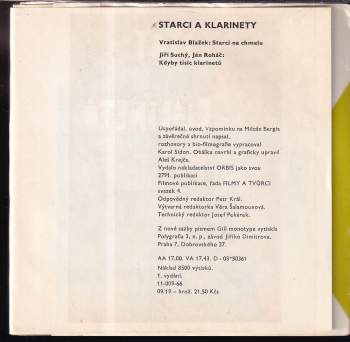 STARCI A KLARINETY
Vratislav Blažek: Starci na chmelu
Jiří Suchý, Ján Roháč:
Kdyby tisíc klarinetů
Uspořádal, úvod, Vzpomínku na Miloše Bergla
a závěrečné shrnutí napsal,
rozhovory a bio-filmografie vypracoval
Karol Sidon. Obálku navrhl a graficky upravil
Aleš Krejča.
Vydalo nakladatelství ORBIS jako svou
2791. publikaci
filmové publikace, řada FILMY A TVŮRCI
svazek 4.
Odpovědný redaktor Petr Král.
Výtvarná redaktorka Věra Šalamounová.
Technický redaktor Josef Pokánek.
Z nové sazby písmem Gill monotype vytiskla
Polygrafia 3, n. p., závod Jiřího Dimitrova,
Praha 7, Dobrovského 27.
AA 17,00. VA 17,43. D - 03*50361
Náklad 8500 výtisků.
1. vydání.
11-009-66
09/19 - brož. 21,50 Kčs